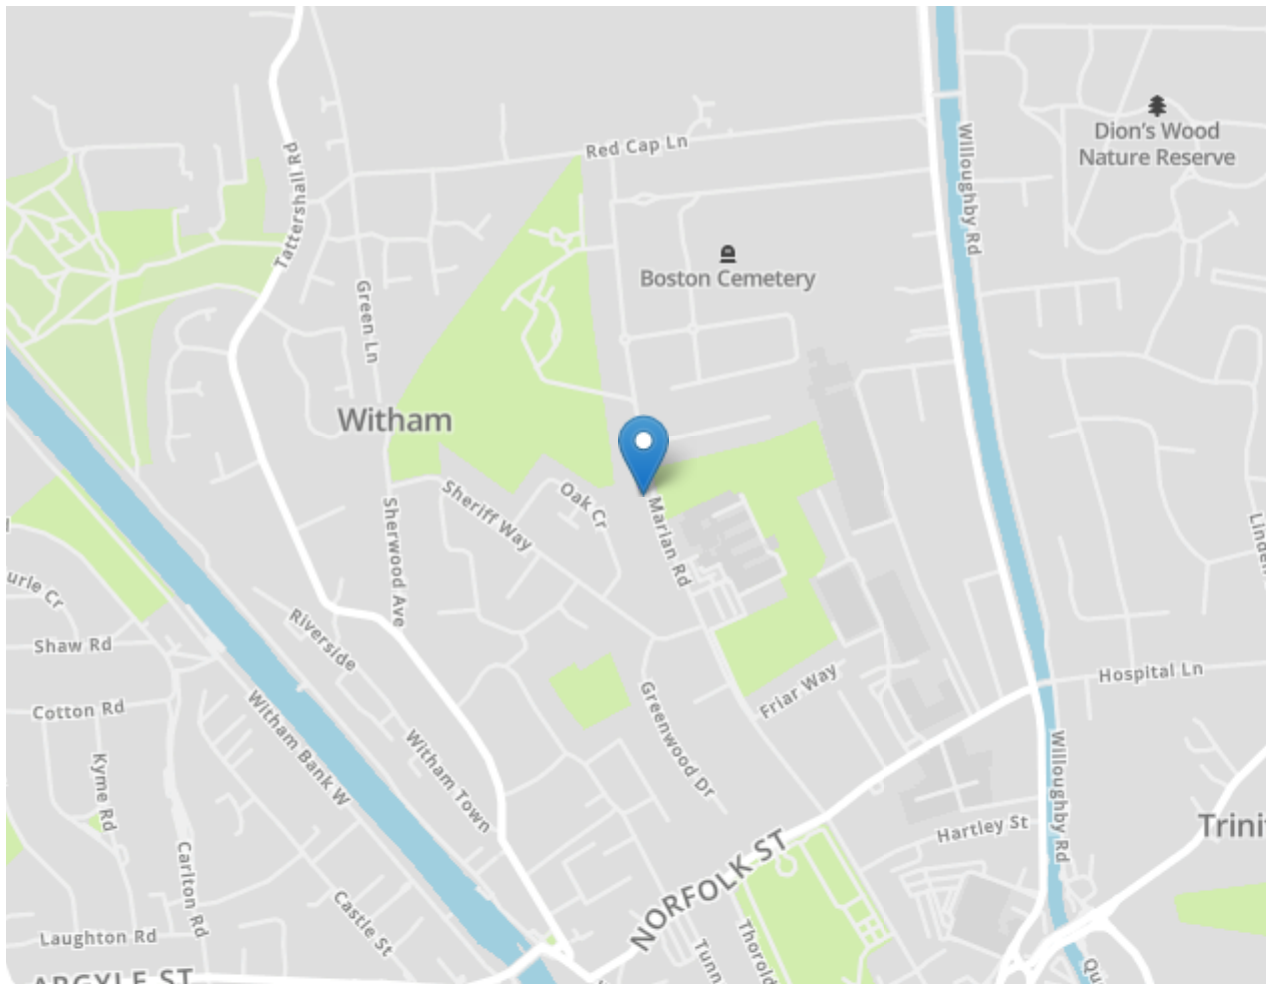 Red Cap Ln
Dion's Wood
Nature Reserve
Tattershall Rd
Willoughby Rd
Boston Cemetery
Green Ln
Witham
Sheriff Way
Oak Cr
Sherwood Ave
Marian Rd
Riverside
Shaw Rd
Hospital Ln
Friar Way
Greenwood Dr
Cotton Rd
Witham Bank W
Witham Town
Kyme Rd
Willoughby Rd
Hartley St
NORFOLK ST
Carlton Rd
Castle St
Laughton Rd
Thorold
ARGYLE ST